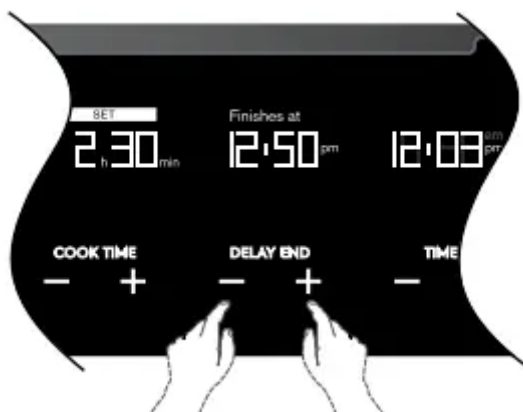 SET
Finishes at
2 h 30 min
12:50 pm
12:03 am pm
COOK TIME
DELAY END
TIME
− +
− +
−